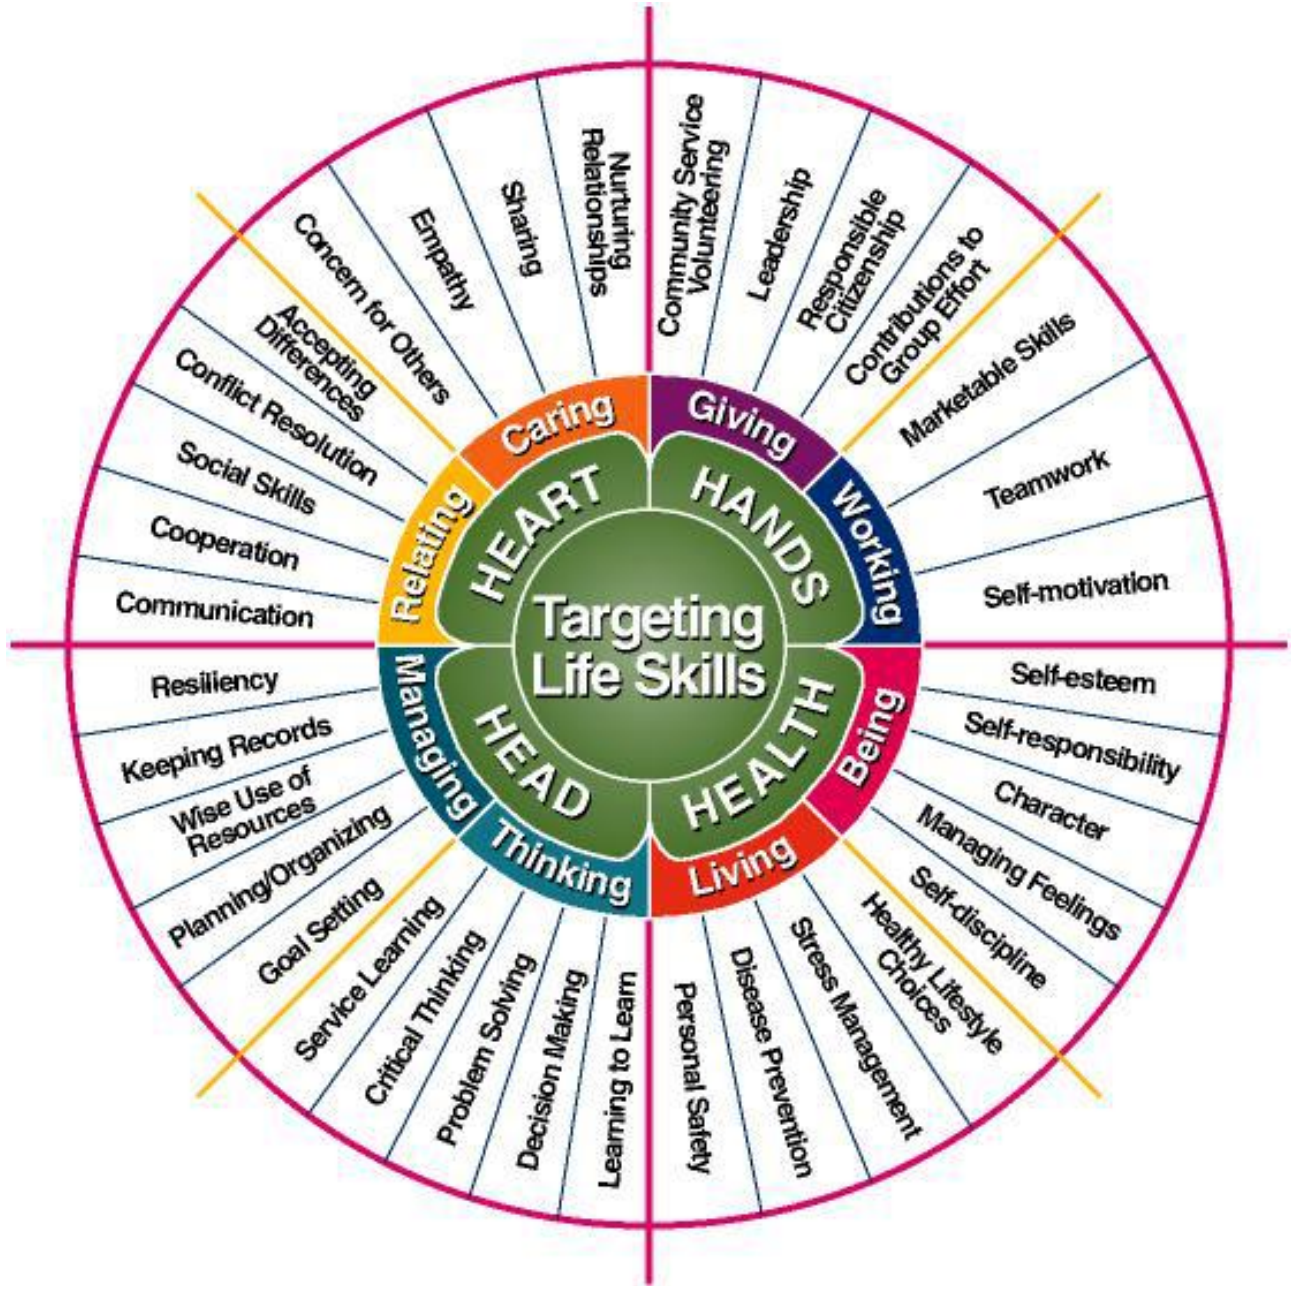 Targeting
Life Skills
HEART
HANDS
HEALTH
HEAD
Caring
Giving
Working
Being
Living
Thinking
Managing
Relating
Nurturing
Relationships
Sharing
Empathy
Concern for Others
Community Service
Volunteering
Leadership
Responsible
Citizenship
Contributions to
Group Effort
Marketable Skills
Teamwork
Self-motivation
Self-esteem
Self-responsibility
Character
Managing Feelings
Self-discipline
Healthy Lifestyle
Choices
Stress Management
Disease Prevention
Personal Safety
Learning to Learn
Decision Making
Problem Solving
Critical Thinking
Service Learning
Goal Setting
Planning/Organizing
Wise Use of
Resources
Keeping Records
Resiliency
Communication
Cooperation
Social Skills
Conflict Resolution
Accepting
Differences